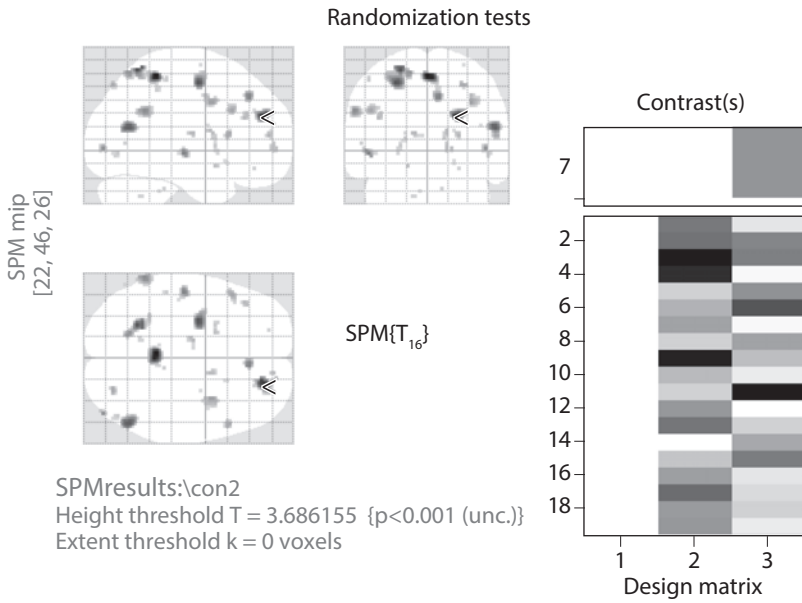 Randomization tests
SPM mip
[22, 46, 26]
<
<
<
SPM{T16}
SPMresults:\con2
Height threshold T = 3.686155 {p<0.001 (unc.)}
Extent threshold k = 0 voxels
Contrast(s)
7
2
4
6
8
10
12
14
16
18
1 2 3
Design matrix